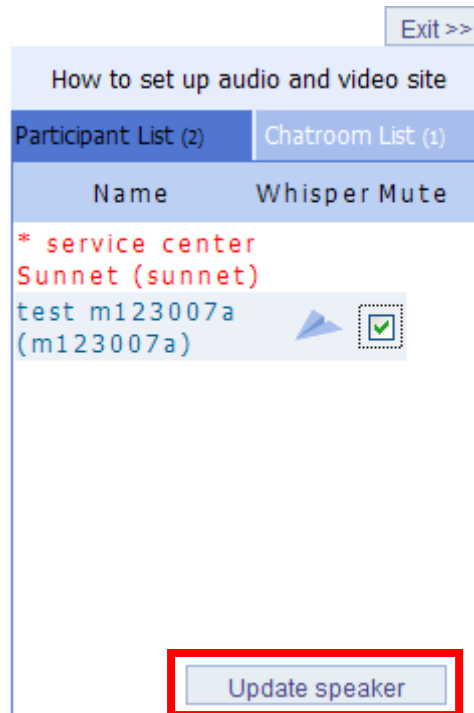 Exit >>
How to set up audio and video site
Participant List (2) Chatroom List (1)
Name Whisper Mute
* service center
Sunnet (sunnet)
test m123007a
(m123007a)
Update speaker